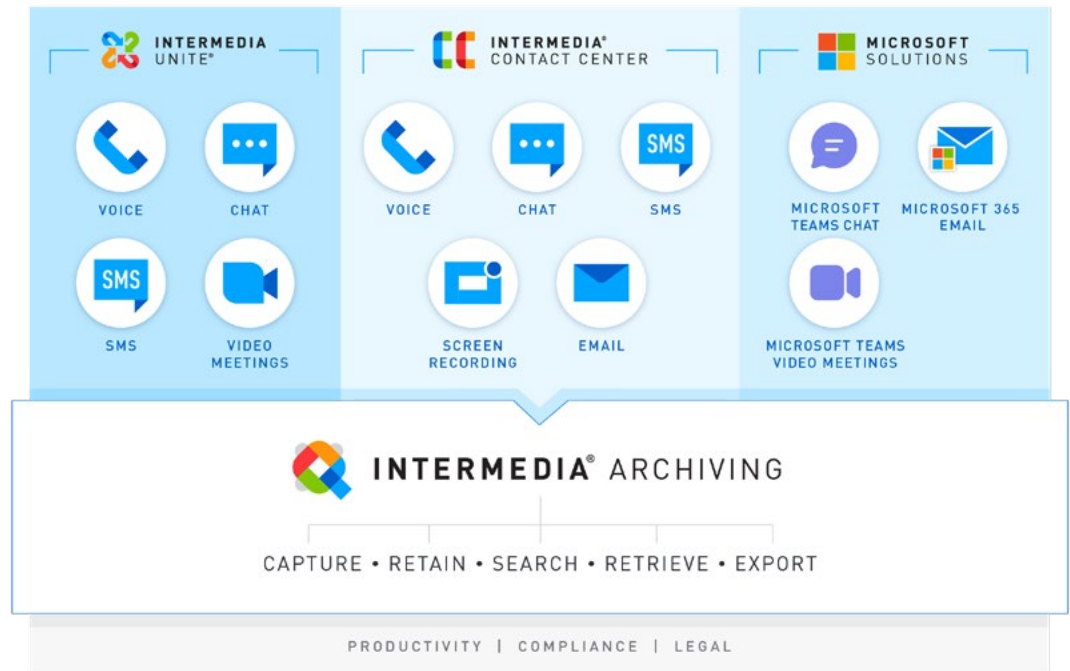 INTERMEDIA
UNITE®
INTERMEDIA®
CONTACT CENTER
MICROSOFT
SOLUTIONS
VOICE
CHAT
SMS
SMS
VIDEO
MEETINGS
VOICE
CHAT
SMS
SMS
SCREEN
RECORDING
EMAIL
MICROSOFT
TEAMS CHAT
MICROSOFT 365
EMAIL
MICROSOFT TEAMS
VIDEO MEETINGS
INTERMEDIA® ARCHIVING
CAPTURE • RETAIN • SEARCH • RETRIEVE • EXPORT
PRODUCTIVITY | COMPLIANCE | LEGAL